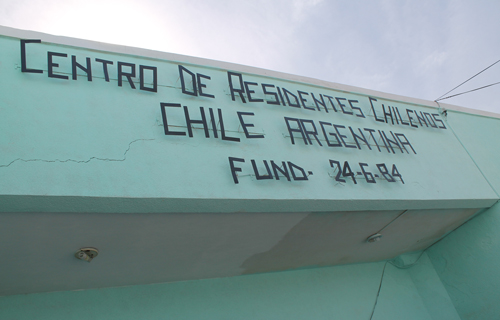 Centro De Residentes Chilenos
CHILE ARGENTINA
FUND- 24-6-84